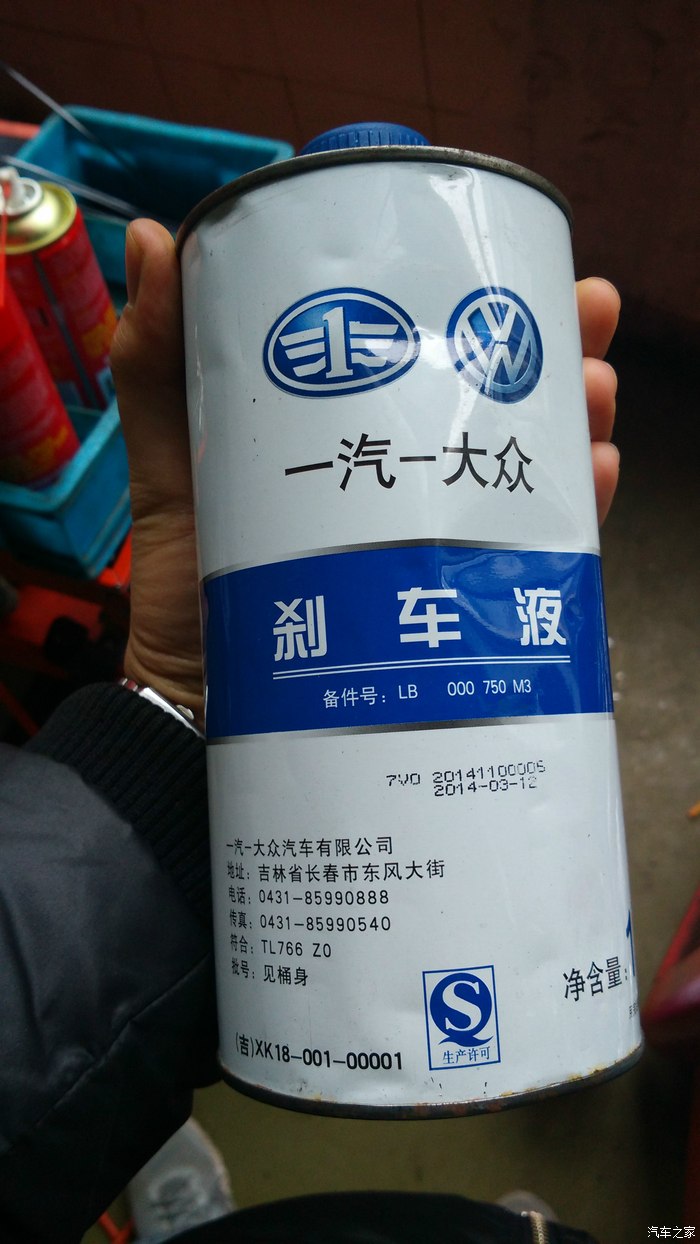 一汽-大众
刹车液
备件号：LB 000 750 M3
7V0 20141100005
2014-03-12
一汽-大众汽车有限公司
地址：吉林省长春市东风大街
电话：0431-85990888
传真：0431-85990540
符合：TL766 Z0
批号：见桶身
净含量：1
(吉)XK18-001-00001
生产许可
汽车之家